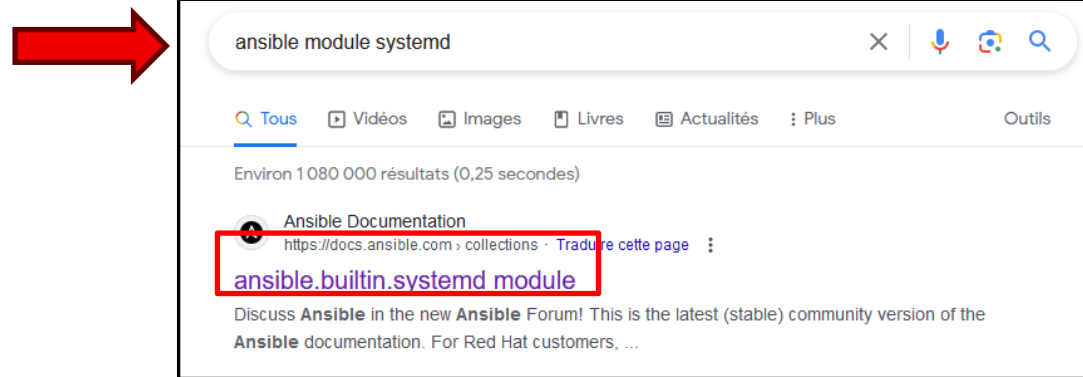 ansible module systemd
Tous Vidéos Images Livres Actualités Plus Outils
Environ 1 080 000 résultats (0,25 secondes)
Ansible Documentation
https://docs.ansible.com › collections · Traduire cette page
ansible.builtin.systemd module
Discuss Ansible in the new Ansible Forum! This is the latest (stable) community version of the
Ansible documentation. For Red Hat customers, ...